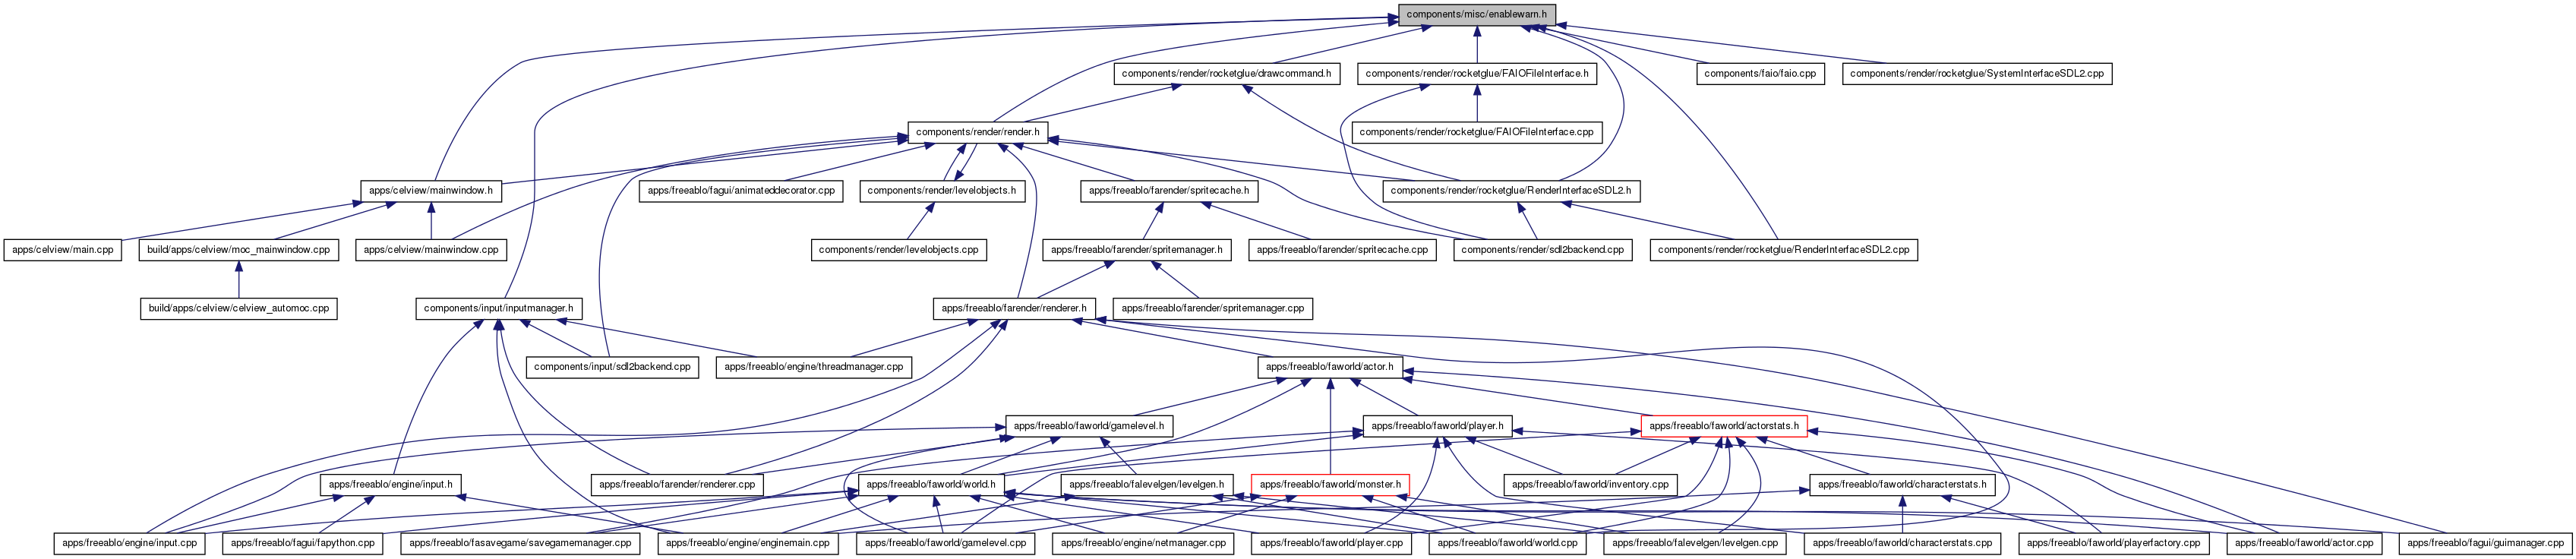 components/misc/enablewarn.h
components/render/rocketglue/drawcommand.h
components/render/rocketglue/FAIOFileInterface.h
components/faio/faio.cpp
components/render/rocketglue/SystemInterfaceSDL2.cpp
components/render/render.h
components/render/rocketglue/FAIOFileInterface.cpp
apps/celview/mainwindow.h
apps/freeablo/fagui/animateddecorator.cpp
components/render/levelobjects.h
apps/freeablo/farender/spritecache.h
components/render/rocketglue/RenderInterfaceSDL2.h
apps/celview/main.cpp
build/apps/celview/moc_mainwindow.cpp
apps/celview/mainwindow.cpp
components/render/levelobjects.cpp
apps/freeablo/farender/spritemanager.h
apps/freeablo/farender/spritecache.cpp
components/render/sdl2backend.cpp
components/render/rocketglue/RenderInterfaceSDL2.cpp
build/apps/celview/celview_automoc.cpp
components/input/inputmanager.h
apps/freeablo/farender/renderer.h
apps/freeablo/farender/spritemanager.cpp
components/input/sdl2backend.cpp
apps/freeablo/engine/threadmanager.cpp
apps/freeablo/faworld/actor.h
apps/freeablo/faworld/gamelevel.h
apps/freeablo/faworld/player.h
apps/freeablo/faworld/actorstats.h
apps/freeablo/engine/input.h
apps/freeablo/farender/renderer.cpp
apps/freeablo/faworld/world.h
apps/freeablo/falevelgen/levelgen.h
apps/freeablo/faworld/monster.h
apps/freeablo/faworld/inventory.cpp
apps/freeablo/faworld/characterstats.h
apps/freeablo/engine/input.cpp
apps/freeablo/fagui/fapython.cpp
apps/freeablo/fasavegame/savegamemanager.cpp
apps/freeablo/engine/enginemain.cpp
apps/freeablo/faworld/gamelevel.cpp
apps/freeablo/engine/netmanager.cpp
apps/freeablo/faworld/player.cpp
apps/freeablo/faworld/world.cpp
apps/freeablo/falevelgen/levelgen.cpp
apps/freeablo/faworld/characterstats.cpp
apps/freeablo/faworld/playerfactory.cpp
apps/freeablo/faworld/actor.cpp
apps/freeablo/fagui/guimanager.cpp